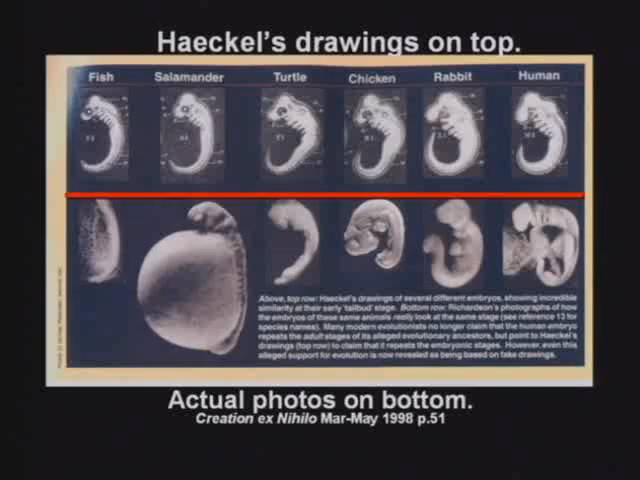 Haeckel's drawings on top.
Fish Salamander Turtle Chicken Rabbit Human
Above, top row: Haeckel's drawings of several different embryos, showing incredible
similarity at their early 'tailbud' stage. Bottom row: Richardson's photographs of how
the embryos of these same animals really look at the same stage (see reference 13 for
species names). Many modern evolutionists no longer claim that the human embryo
repeats the adult stages of its alleged evolutionary ancestors, but point to Haeckel's
drawings (top row) to claim that it repeats the embryonic stages. However, even this
alleged support for evolution is now revealed as being based on fake drawings.
Actual photos on bottom.
Creation ex Nihilo Mar-May 1998 p.51